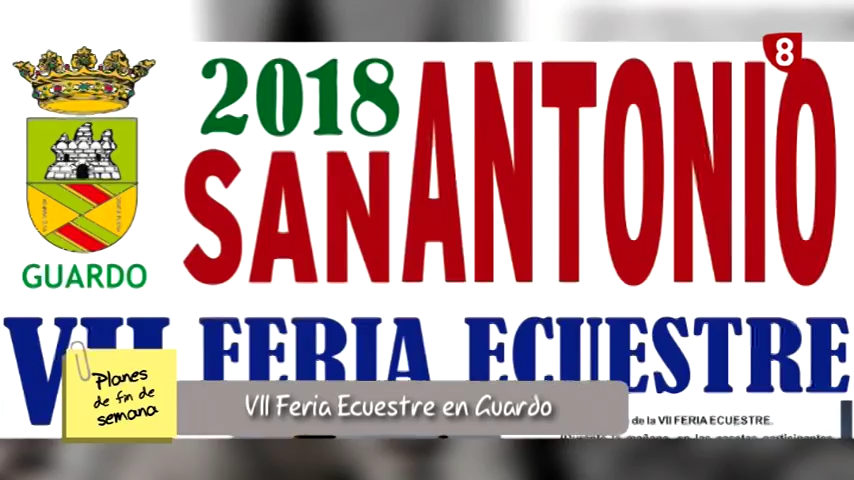 8
2018
SAN ANTONIO
GUARDO
VII FERIA ECUESTRE
Planes
de fin de
semana
VII Feria Ecuestre en Guardo
de la VII FERIA ECUESTRE.